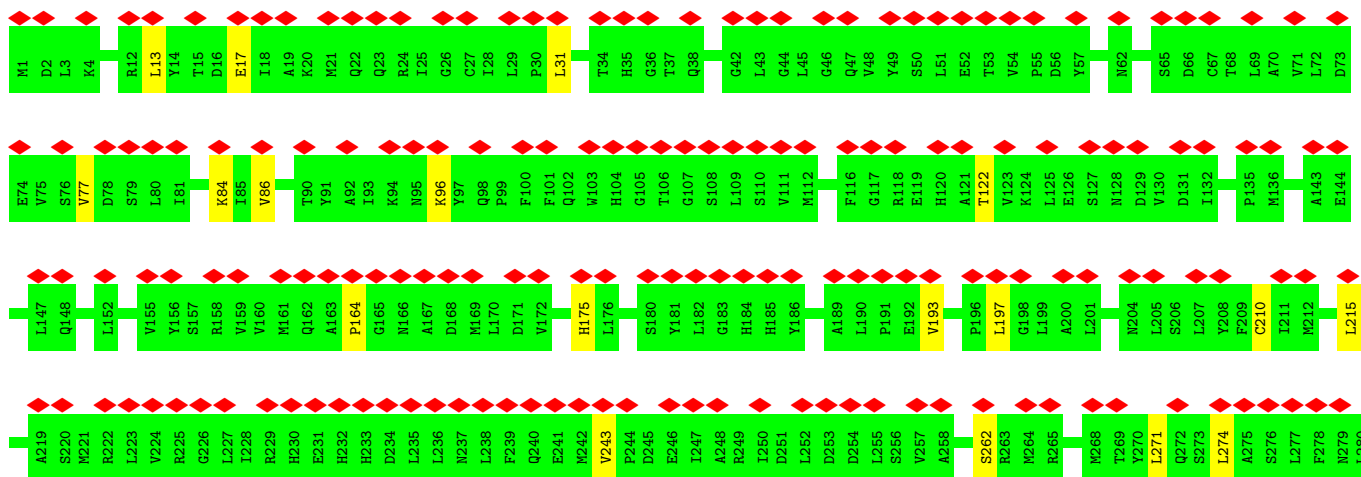 M1 D2 L3 K4 R12 L13 Y14 T15 D16 E17 I18 A19 K20 M21 Q22 Q23 R24 I25 G26 C27 I28 L29 P30 L31 T34 H35 G36 T37 Q38 G42 L43 G44 L45 G46 Q47 V48 Y49 S50 L51 E52 T53 V54 P55 D56 Y57 N62 S65 D66 C67 T68 L69 A70 V71 L72 D73
E74 V75 S76 V77 D78 S79 L80 I81 K84 I85 V86 T90 Y91 A92 I93 K94 N95 K96 Y97 Q98 P99 F100 F101 Q102 W103 H104 G105 T106 G107 S108 L109 S110 V111 M112 F116 G117 R118 E119 H120 A121 T122 V123 K124 L125 E126 S127 N128 D129 V130 D131 I132 P135 M136 A143 E144
L147 Q148 L152 V155 Y156 S157 R158 V159 V160 M161 Q162 A163 P164 G165 N166 A167 D168 M169 L170 D171 V172 H175 L176 S180 Y181 L182 G183 H184 H185 Y186 A189 L190 P191 E192 V193 P196 L197 G198 L199 A200 L201 N204 L205 S206 L207 Y208 F209 C210 I211 M212 L215
A219 S220 M221 R222 L223 V224 R225 G226 L227 I228 R229 H230 E231 H232 H233 D234 L235 L236 N237 L238 F239 Q240 E241 M242 V243 P244 D245 E246 I247 A248 R249 I250 D251 L252 D253 D254 L255 S256 V257 A258 S262 R263 M264 R265 M268 T269 Y270 L271 Q272 S273 L274 A275 S276 L277 F278 N279